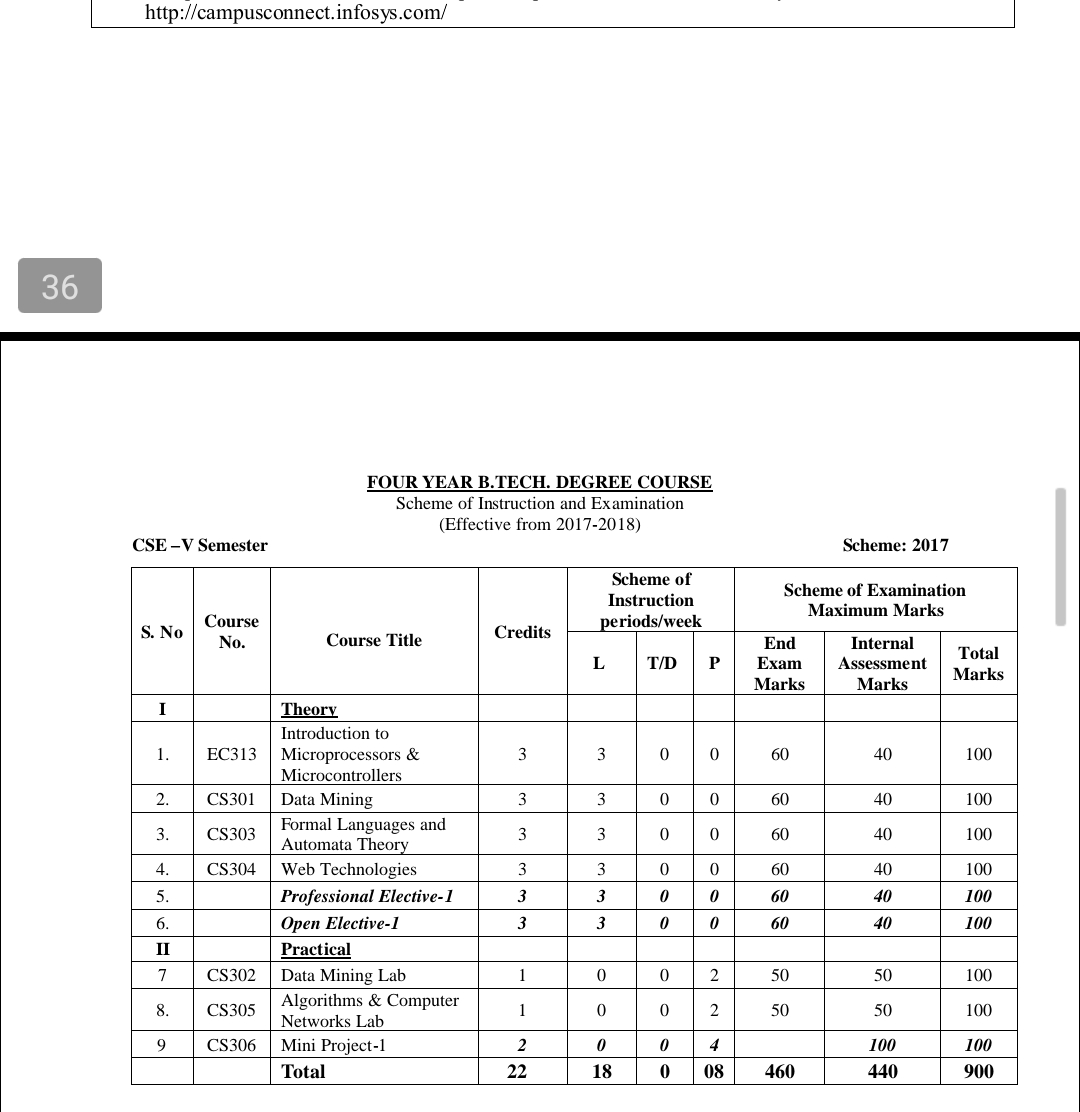 http://campusconnect.infosys.com/
36
FOUR YEAR B.TECH. DEGREE COURSE
Scheme of Instruction and Examination
(Effective from 2017-2018)
CSE –V Semester Scheme: 2017
S. No Course No. Course Title Credits Scheme of Instruction periods/week Scheme of Examination Maximum Marks
L T/D P End Exam Marks Internal Assessment Marks Total Marks
I Theory
1. EC313 Introduction to Microprocessors & Microcontrollers 3 3 0 0 60 40 100
2. CS301 Data Mining 3 3 0 0 60 40 100
3. CS303 Formal Languages and Automata Theory 3 3 0 0 60 40 100
4. CS304 Web Technologies 3 3 0 0 60 40 100
5. Professional Elective-1 3 3 0 0 60 40 100
6. Open Elective-1 3 3 0 0 60 40 100
II Practical
7 CS302 Data Mining Lab 1 0 0 2 50 50 100
8. CS305 Algorithms & Computer Networks Lab 1 0 0 2 50 50 100
9 CS306 Mini Project-1 2 0 0 4 100 100
Total 22 18 0 08 460 440 900